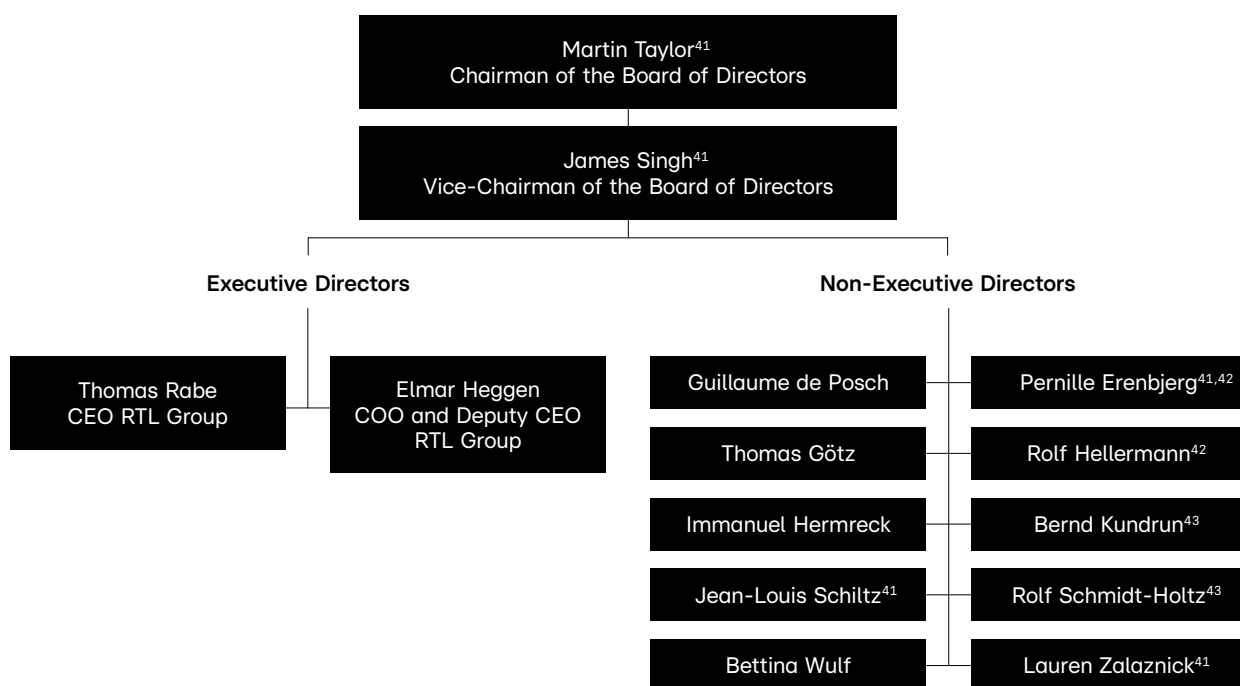 Martin Taylor⁴¹
Chairman of the Board of Directors
James Singh⁴¹
Vice-Chairman of the Board of Directors
Executive Directors
Non-Executive Directors
Thomas Rabe
CEO RTL Group
Elmar Heggen
COO and Deputy CEO
RTL Group
Guillaume de Posch
Pernille Erenbjerg⁴¹,⁴²
Thomas Götz
Rolf Hellermann⁴²
Immanuel Hermreck
Bernd Kundrun⁴³
Jean-Louis Schiltz⁴¹
Rolf Schmidt-Holtz⁴³
Bettina Wulf
Lauren Zalaznick⁴¹